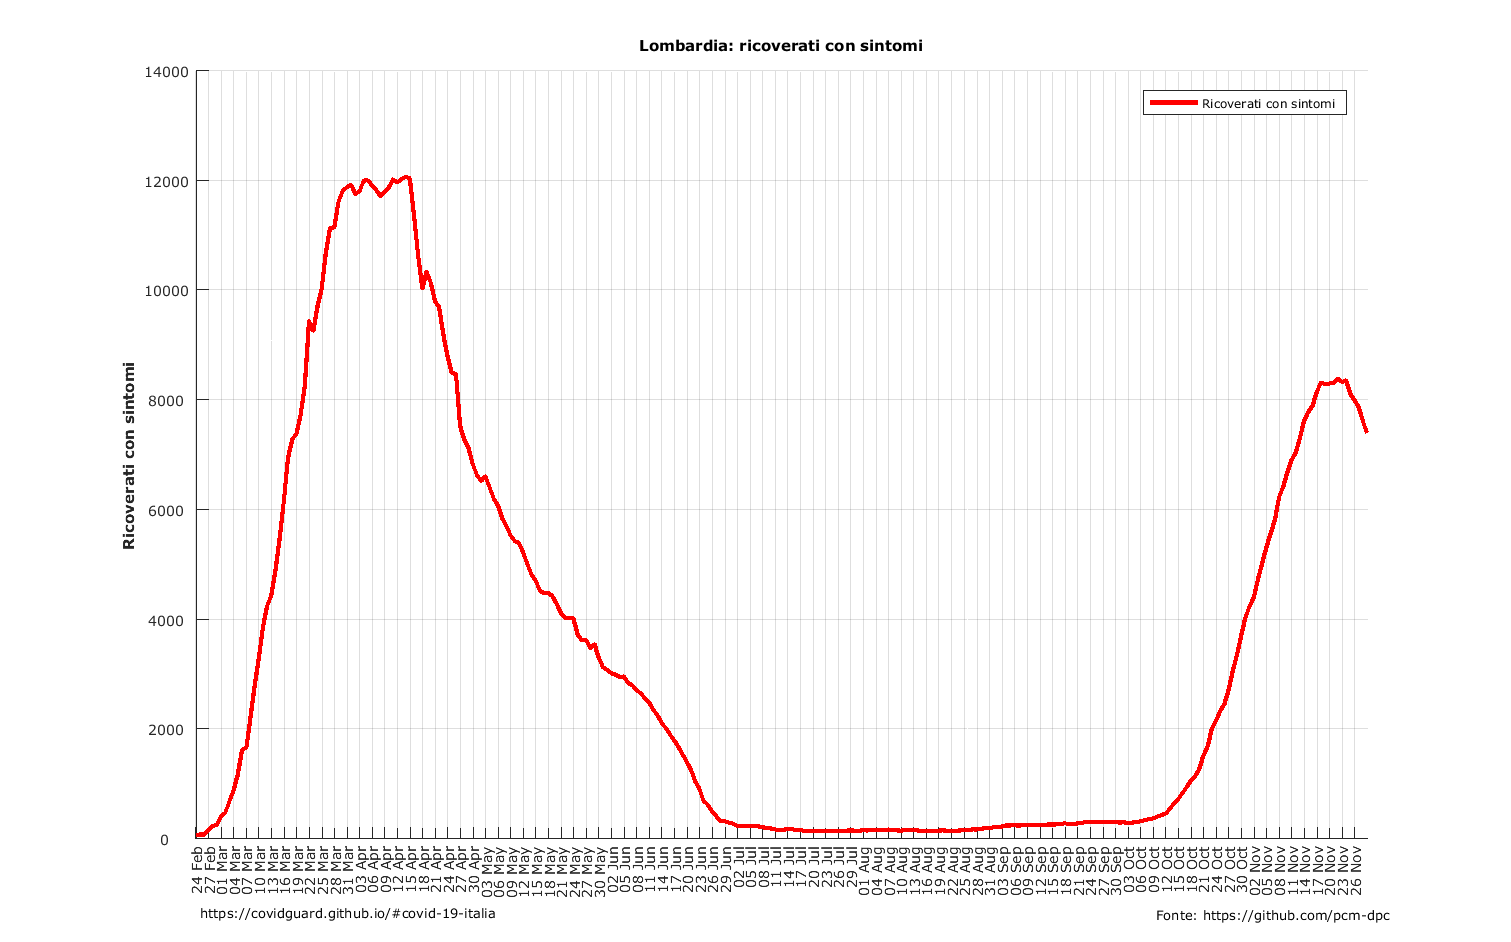 Lombardia: ricoverati con sintomi
Ricoverati con sintomi
Ricoverati con sintomi
14000
12000
10000
8000
6000
4000
2000
0
24 Feb
27 Feb
01 Mar
04 Mar
07 Mar
10 Mar
13 Mar
16 Mar
19 Mar
22 Mar
25 Mar
28 Mar
31 Mar
03 Apr
06 Apr
09 Apr
12 Apr
15 Apr
18 Apr
21 Apr
24 Apr
27 Apr
30 Apr
03 May
06 May
09 May
12 May
15 May
18 May
21 May
24 May
27 May
30 May
02 Jun
05 Jun
08 Jun
11 Jun
14 Jun
17 Jun
20 Jun
23 Jun
26 Jun
29 Jun
02 Jul
05 Jul
08 Jul
11 Jul
14 Jul
17 Jul
20 Jul
23 Jul
26 Jul
29 Jul
01 Aug
04 Aug
07 Aug
10 Aug
13 Aug
16 Aug
19 Aug
22 Aug
25 Aug
28 Aug
31 Aug
03 Sep
06 Sep
09 Sep
12 Sep
15 Sep
18 Sep
21 Sep
24 Sep
27 Sep
30 Sep
03 Oct
06 Oct
09 Oct
12 Oct
15 Oct
18 Oct
21 Oct
24 Oct
27 Oct
30 Oct
02 Nov
05 Nov
08 Nov
11 Nov
14 Nov
17 Nov
20 Nov
23 Nov
26 Nov
https://covidguard.github.io/#covid-19-italia
Fonte: https://github.com/pcm-dpc